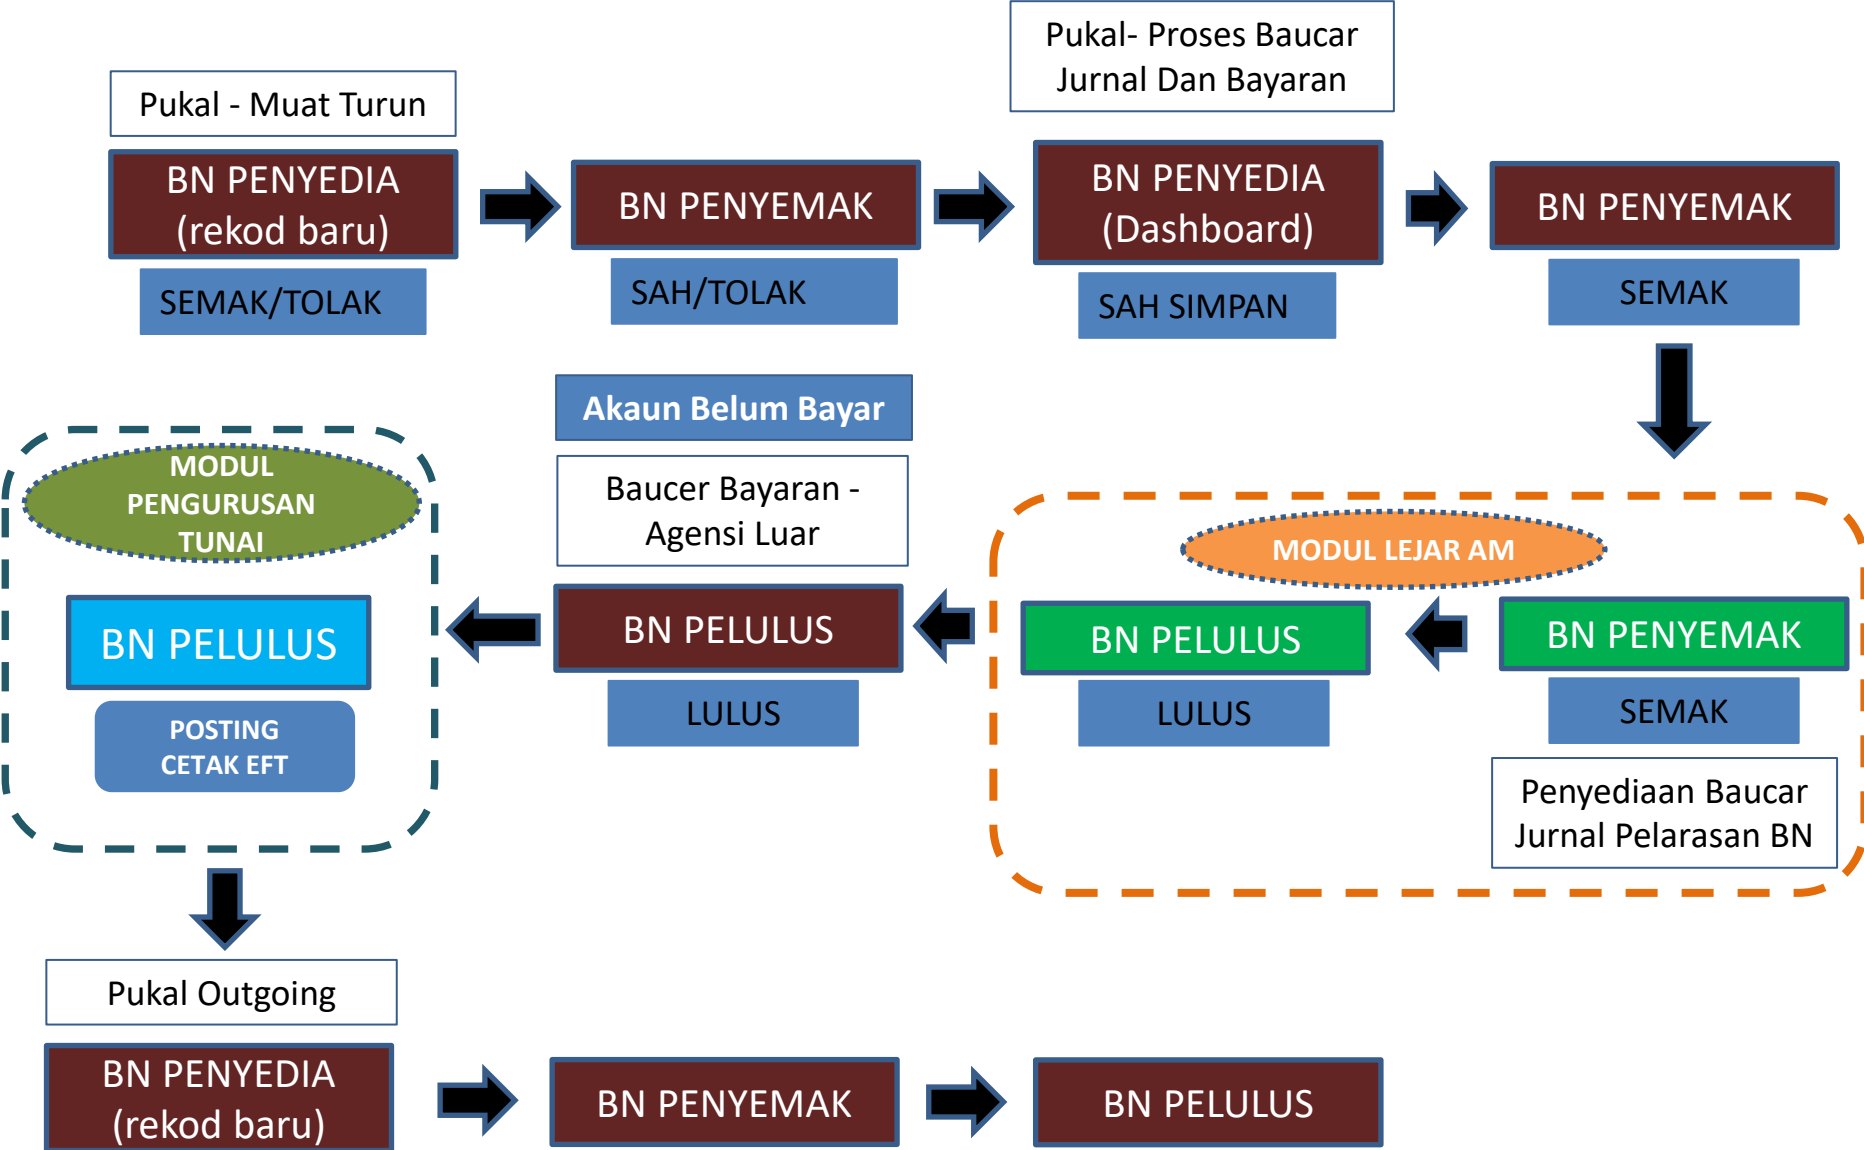 Pukal - Muat Turun
BN PENYEDIA
(rekod baru)
SEMAK/TOLAK
BN PENYEMAK
SAH/TOLAK
Pukal- Proses Baucar
Jurnal Dan Bayaran
BN PENYEDIA
(Dashboard)
SAH SIMPAN
BN PENYEMAK
SEMAK
MODUL LEJAR AM
BN PENYEMAK
SEMAK
Penyediaan Baucar
Jurnal Pelarasan BN
BN PELULUS
LULUS
Akaun Belum Bayar
Baucer Bayaran -
Agensi Luar
BN PELULUS
LULUS
MODUL
PENGURUSAN
TUNAI
BN PELULUS
POSTING
CETAK EFT
Pukal Outgoing
BN PENYEDIA
(rekod baru)
BN PENYEMAK
BN PELULUS